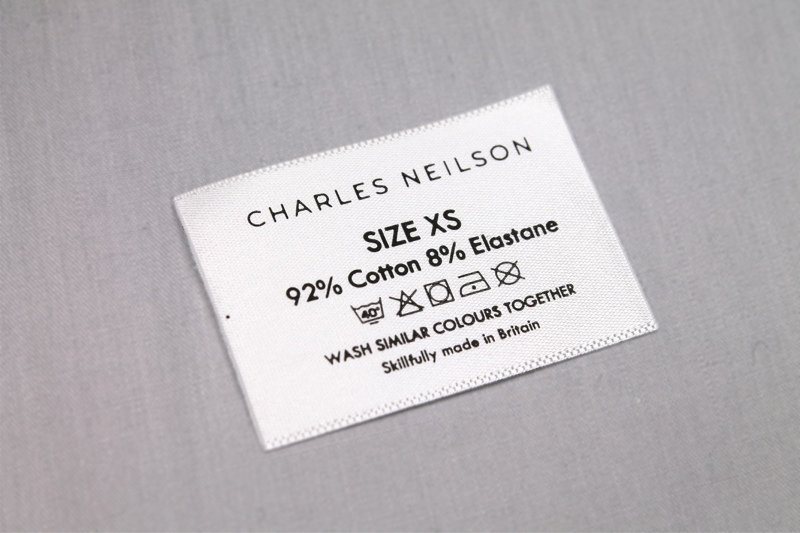 CHARLES NEILSON
SIZE XS
92% Cotton 8% Elastane
40°
WASH SIMILAR COLOURS TOGETHER
Skillfully made in Britain